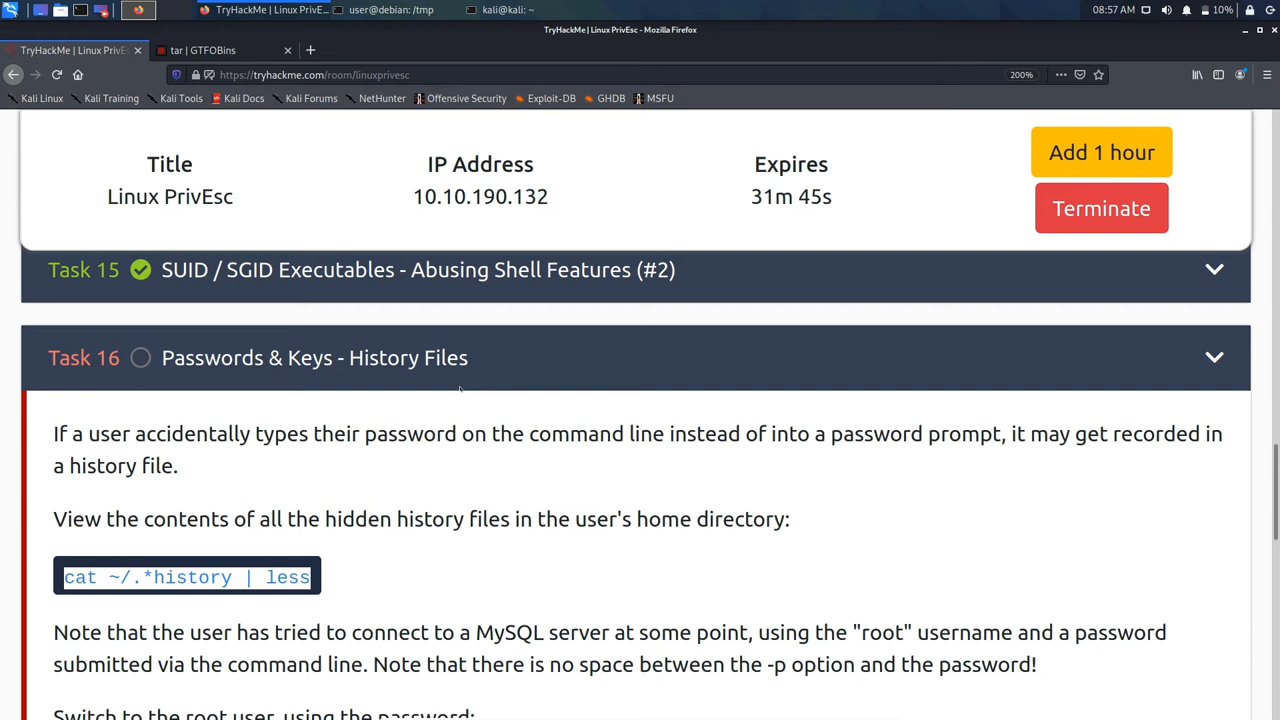 TryHackMe | Linux PrivE...
user@debian: /tmp
kali@kali: ~
08:57 AM
10%
TryHackMe | Linux PrivEsc - Mozilla Firefox
TryHackMe | Linux PrivEs
tar | GTFOBins
https://tryhackme.com/room/linuxprivesc
200%
Kali Linux
Kali Training
Kali Tools
Kali Docs
Kali Forums
NetHunter
Offensive Security
Exploit-DB
GHDB
MSFU
Title
IP Address
Expires
Add 1 hour
Linux PrivEsc
10.10.190.132
31m 45s
Terminate
Task 15 SUID / SGID Executables - Abusing Shell Features (#2)
Task 16 Passwords & Keys - History Files
If a user accidentally types their password on the command line instead of into a password prompt, it may get recorded in
a history file.
View the contents of all the hidden history files in the user's home directory:
cat ~/.*history | less
Note that the user has tried to connect to a MySQL server at some point, using the "root" username and a password
submitted via the command line. Note that there is no space between the -p option and the password!
Switch to the root user, using the password: